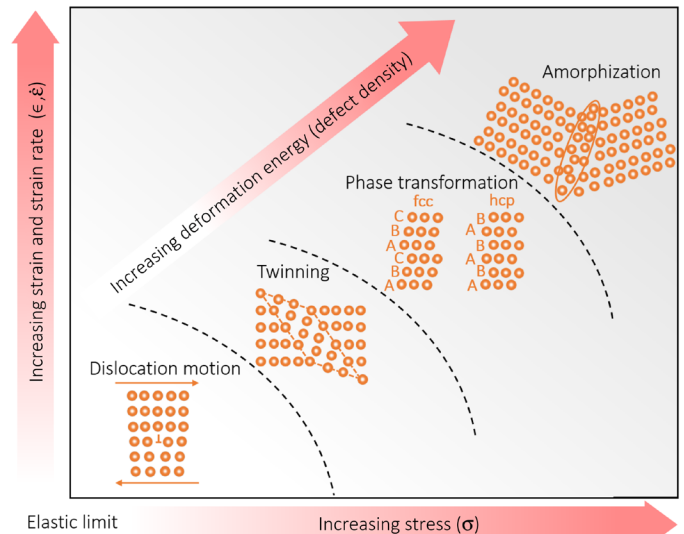 Increasing strain and strain rate (ϵ,ϵ̇)
Increasing deformation energy (defect density)
Amorphization
Phase transformation
fcc
hcp
C
B
A
C
B
A
B
A
B
A
B
A
Twinning
Dislocation motion
Elastic limit
Increasing stress (σ)